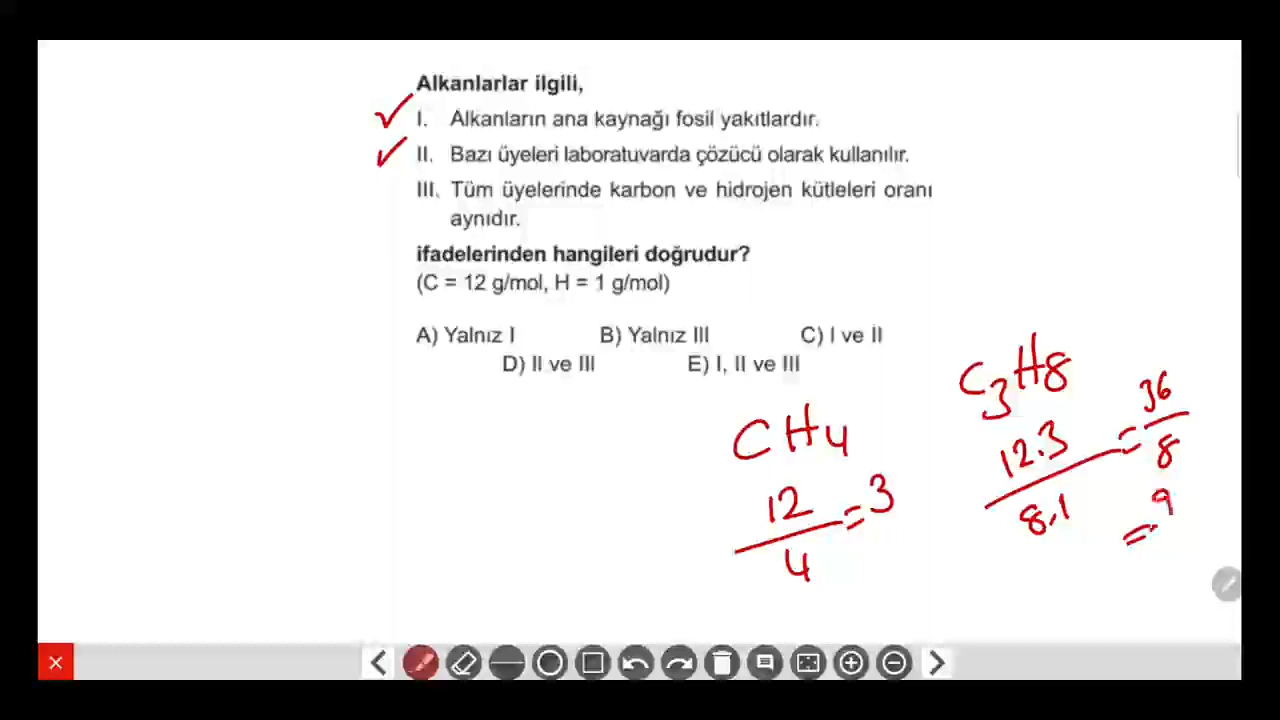 Alkanlarlar ilgili,
I. Alkanların ana kaynağı fosil yakıtlardır.
II. Bazı üyeleri laboratuvarda çözücü olarak kullanılır.
III. Tüm üyelerinde karbon ve hidrojen kütleleri oranı
aynıdır.
ifadelerinden hangileri doğrudur?
(C = 12 g/mol, H = 1 g/mol)
A) Yalnız I B) Yalnız III C) I ve II
D) II ve III E) I, II ve III
CH4
12
4
= 3
C3H8
12.3
8.1
= 36
8
= 9